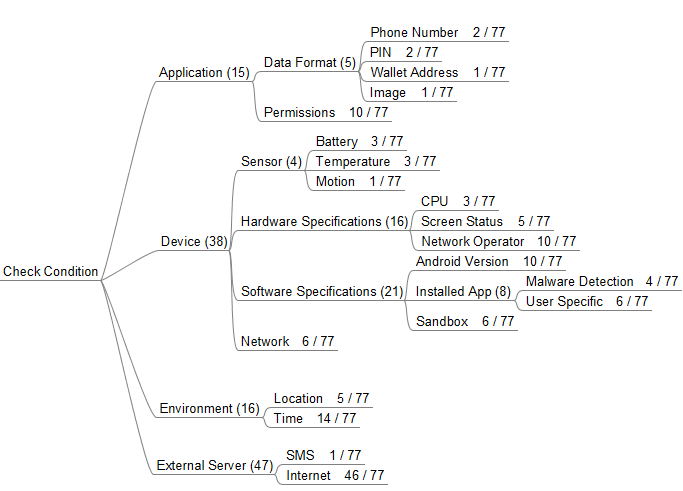 Check Condition
Application (15)
Data Format (5)
Phone Number 2 / 77
PIN 2 / 77
Wallet Address 1 / 77
Image 1 / 77
Permissions 10 / 77
Device (38)
Sensor (4)
Battery 3 / 77
Temperature 3 / 77
Motion 1 / 77
Hardware Specifications (16)
CPU 3 / 77
Screen Status 5 / 77
Network Operator 10 / 77
Software Specifications (21)
Android Version 10 / 77
Installed App (8)
Malware Detection 4 / 77
User Specific 6 / 77
Sandbox 6 / 77
Network 6 / 77
Environment (16)
Location 5 / 77
Time 14 / 77
External Server (47)
SMS 1 / 77
Internet 46 / 77